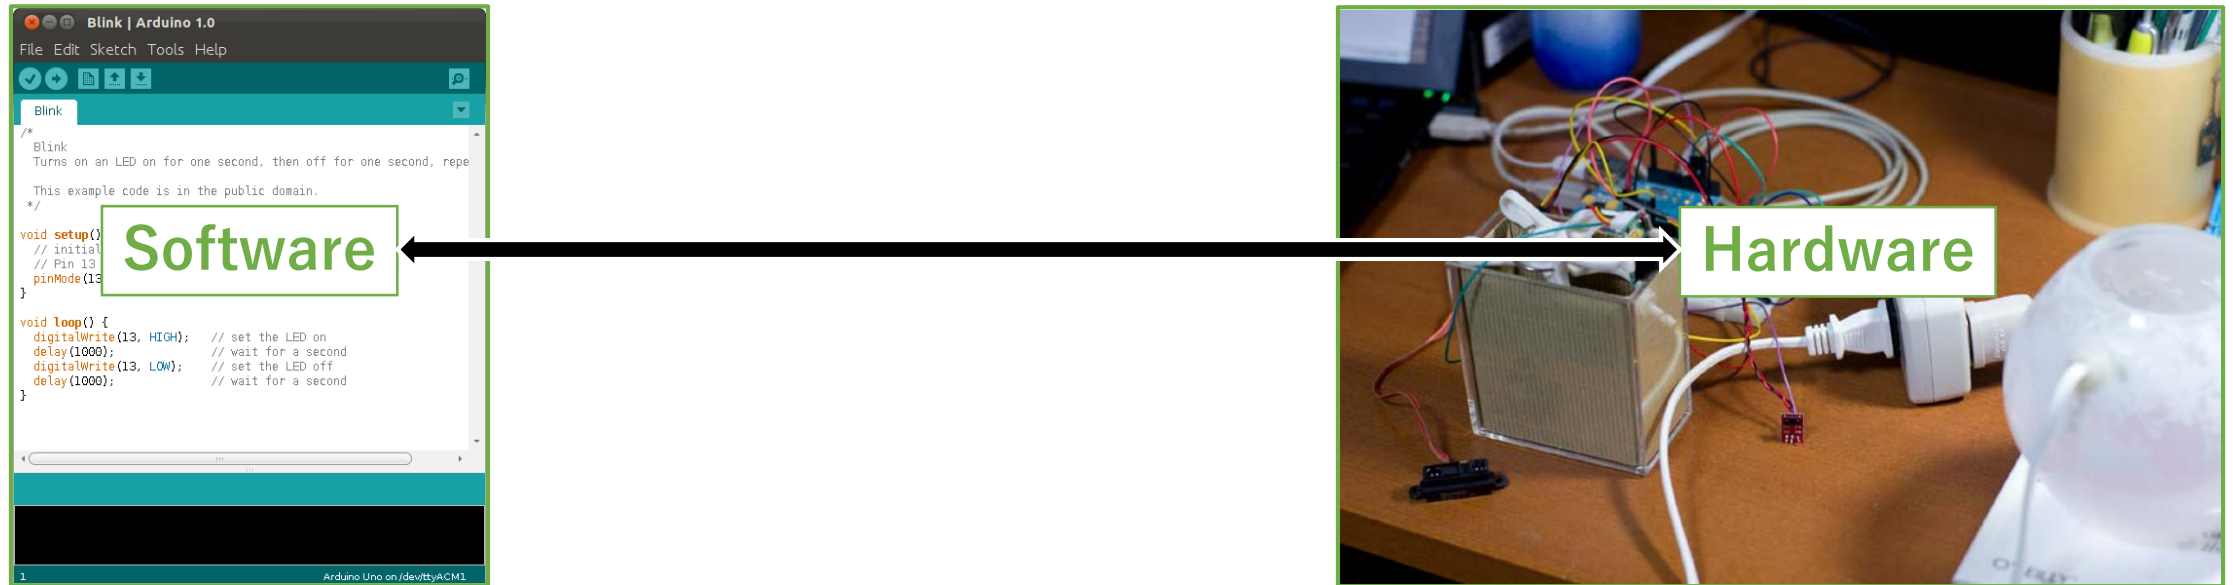 Blink | Arduino 1.0
File Edit Sketch Tools Help
Blink
/*
Blink
Turns on an LED on for one second, then off for one second, repe
This example code is in the public domain.
*/
void setup()
// initial
// Pin 13
pinMode(13
}
void loop() {
digitalWrite(13, HIGH); // set the LED on
delay(1000); // wait for a second
digitalWrite(13, LOW); // set the LED off
delay(1000); // wait for a second
}
1 Arduino Uno on /dev/ttyACM1
Software
Hardware